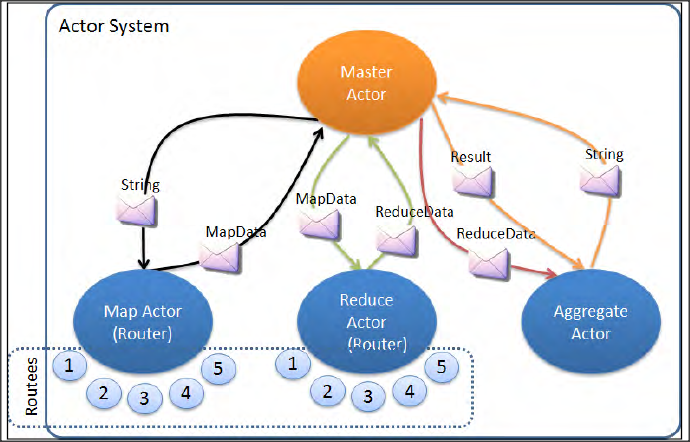 Actor System
Master
Actor
String
MapData
MapData
ReduceData
Result
ReduceData
String
Map Actor
(Router)
Reduce
Actor
(Router)
Aggregate
Actor
Routees
1
2
3
4
5
1
2
3
4
5